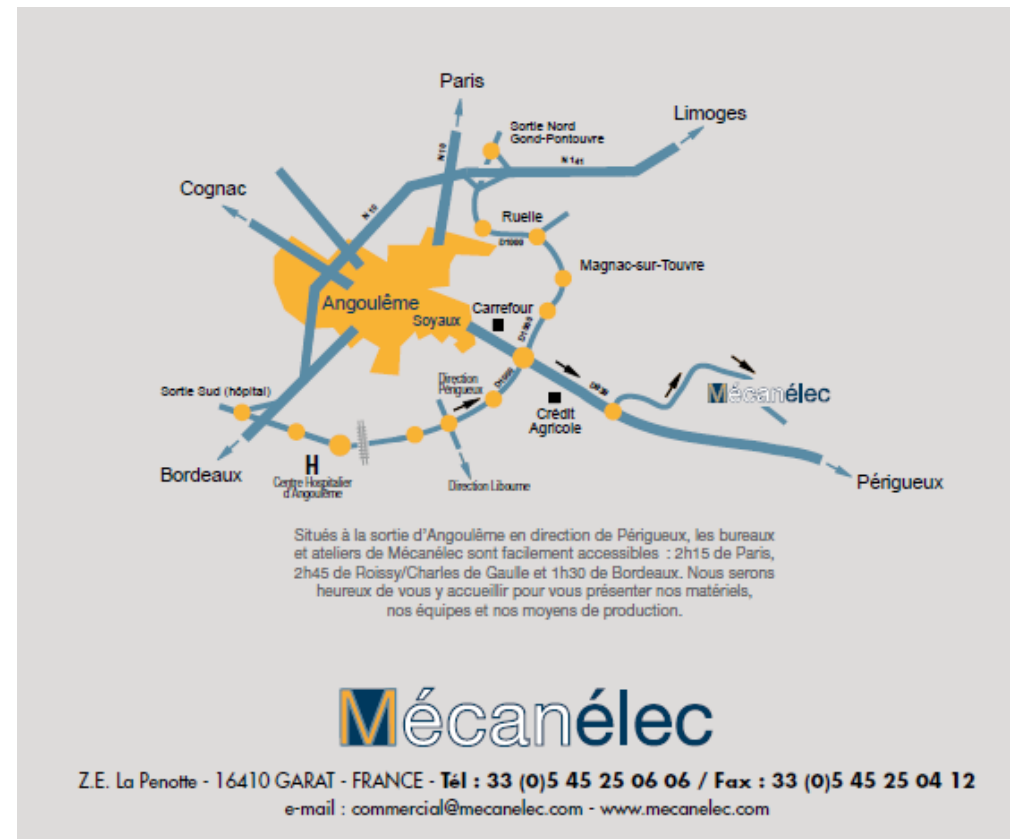 Paris
Limoges
Sortie Nord
Gond-Pontouvre
N 10
N 141
Cognac
N 10
Ruelle
Magnac-sur-Touvre
Angoulême
Carrefour
Soyaux
Direction
Périgueux
Sortie Sud (hôpital)
Mécanélec
Crédit
Agricole
Bordeaux
H
Centre Hospitalier
d'Angoulême
Direction Libourne
Périgueux
Situés à la sortie d'Angoulême en direction de Périgueux, les bureaux
et ateliers de Mécanélec sont facilement accessibles : 2h15 de Paris,
2h45 de Roissy/Charles de Gaulle et 1h30 de Bordeaux. Nous serons
heureux de vous y accueillir pour vous présenter nos matériels,
nos équipes et nos moyens de production.
Mécanélec
Z.E. La Penotte - 16410 GARAT - FRANCE - Tél : 33 (0)5 45 25 06 06 / Fax : 33 (0)5 45 25 04 12
e-mail : commercial@mecanelec.com - www.mecanelec.com